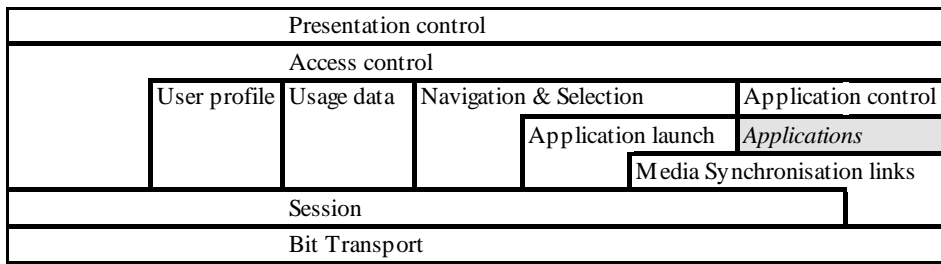 Presentation control
Access control
User profile Usage data Navigation & Selection Application control
Application launch Applications
Media Synchronisation links
Session
Bit Transport